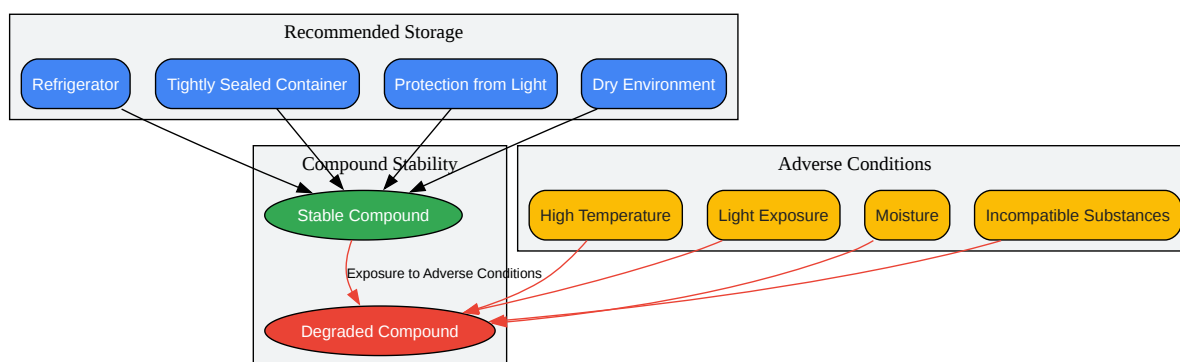 Recommended Storage
Refrigerator
Tightly Sealed Container
Protection from Light
Dry Environment
Compound Stability
Stable Compound
Exposure to Adverse Conditions
Degraded Compound
Adverse Conditions
High Temperature
Light Exposure
Moisture
Incompatible Substances